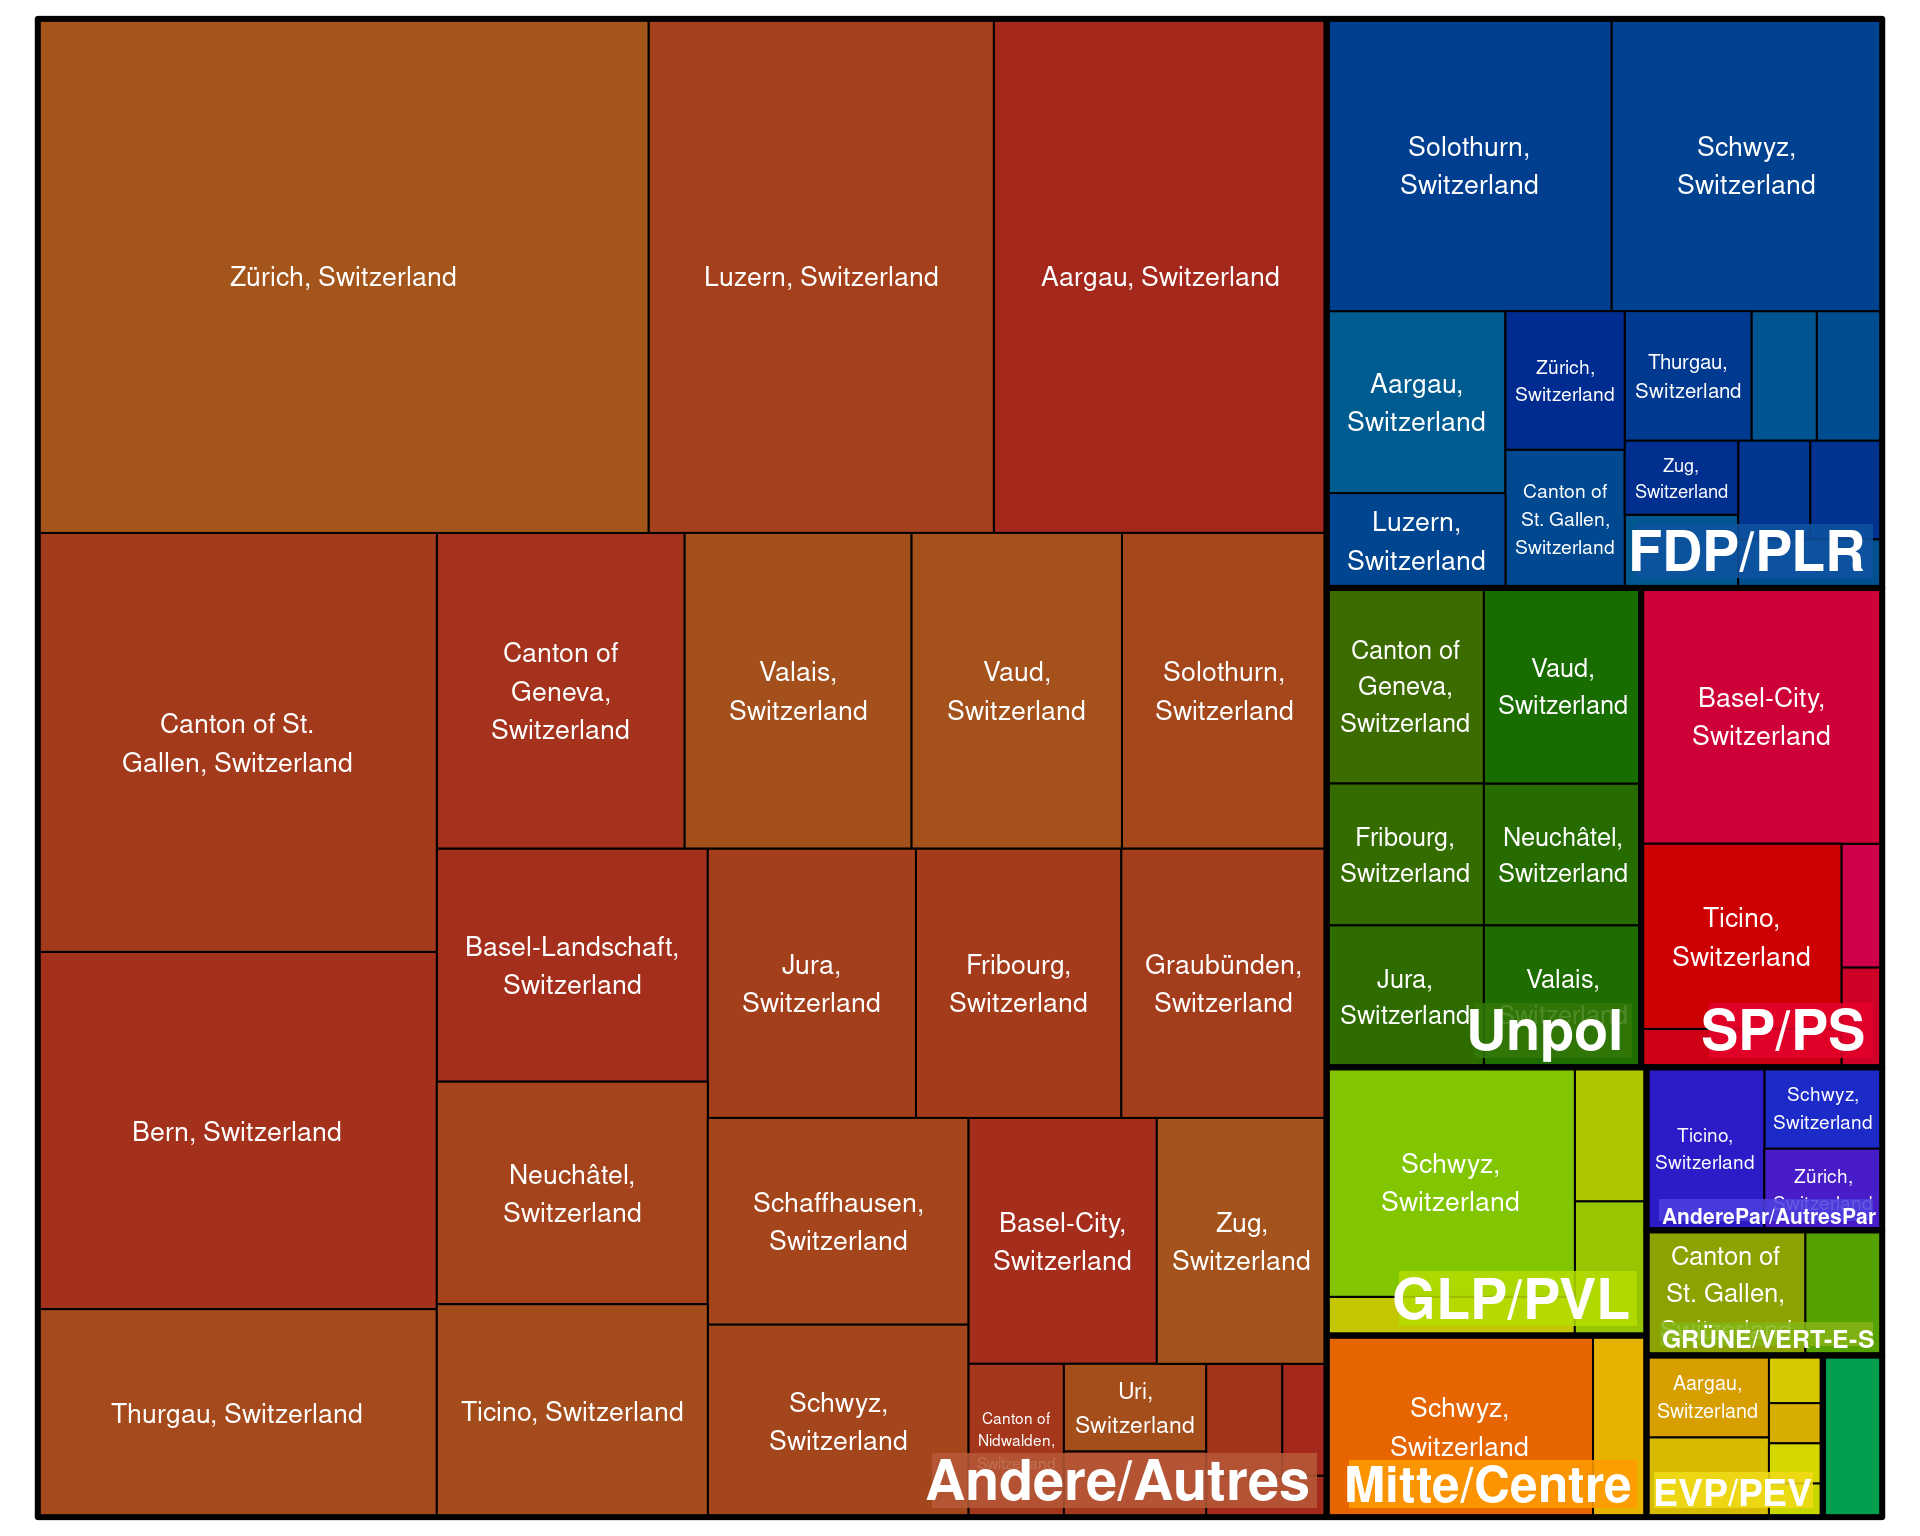 Zürich, Switzerland
Luzern, Switzerland
Aargau, Switzerland
Canton of St.
Gallen, Switzerland
Bern, Switzerland
Thurgau, Switzerland
Canton of
Geneva,
Switzerland
Valais,
Switzerland
Vaud,
Switzerland
Solothurn,
Switzerland
Basel-Landschaft,
Switzerland
Jura,
Switzerland
Fribourg,
Switzerland
Graubünden,
Switzerland
Neuchâtel,
Switzerland
Ticino, Switzerland
Schaffhausen,
Switzerland
Schwyz,
Switzerland
Basel-City,
Switzerland
Zug,
Switzerland
Canton of
Nidwalden,
Switzerland
Uri,
Switzerland
Andere/Autres
Solothurn,
Switzerland
Schwyz,
Switzerland
Aargau,
Switzerland
Luzern,
Switzerland
Zürich,
Switzerland
Canton of
St. Gallen,
Switzerland
Thurgau,
Switzerland
Zug,
Switzerland
FDP/PLR
Canton of
Geneva,
Switzerland
Vaud,
Switzerland
Fribourg,
Switzerland
Neuchâtel,
Switzerland
Jura,
Switzerland
Valais,
Switzerland
Unpol
Basel-City,
Switzerland
Ticino,
Switzerland
SP/PS
Schwyz,
Switzerland
GLP/PVL
Ticino,
Switzerland
Schwyz,
Switzerland
Zürich,
Switzerland
AnderePar/AutresPar
Canton of
St. Gallen,
Switzerland
GRÜNE/VERT-E-S
Schwyz,
Switzerland
Mitte/Centre
Aargau,
Switzerland
EVP/PEV